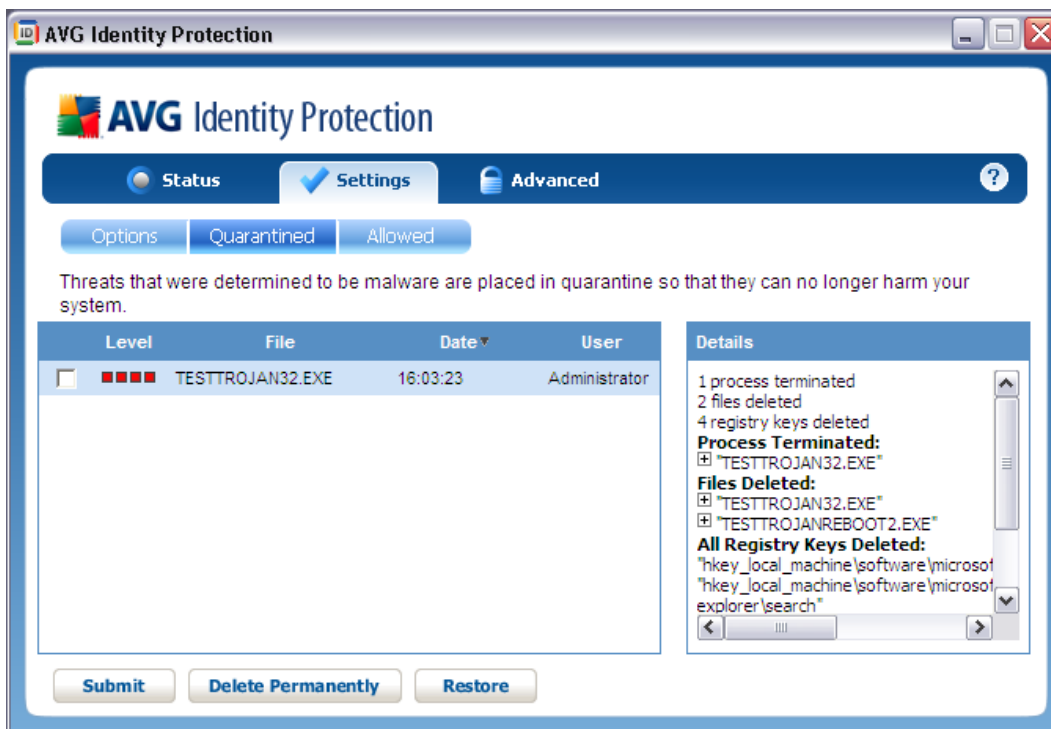 AVG Identity Protection
AVG Identity Protection
Status Settings Advanced ?
Options Quarantined Allowed
Threats that were determined to be malware are placed in quarantine so that they can no longer harm your
system.
Level File Date User
TESTTROJAN32.EXE 16:03:23 Administrator
Details
1 process terminated
2 files deleted
4 registry keys deleted
Process Terminated:
"TESTTROJAN32.EXE"
Files Deleted:
"TESTTROJAN32.EXE"
"TESTTROJANREBOOT2.EXE"
All Registry Keys Deleted:
"hkey_local_machine\software\microsof
"hkey_local_machine\software\microsof
explorer\search"
Submit Delete Permanently Restore